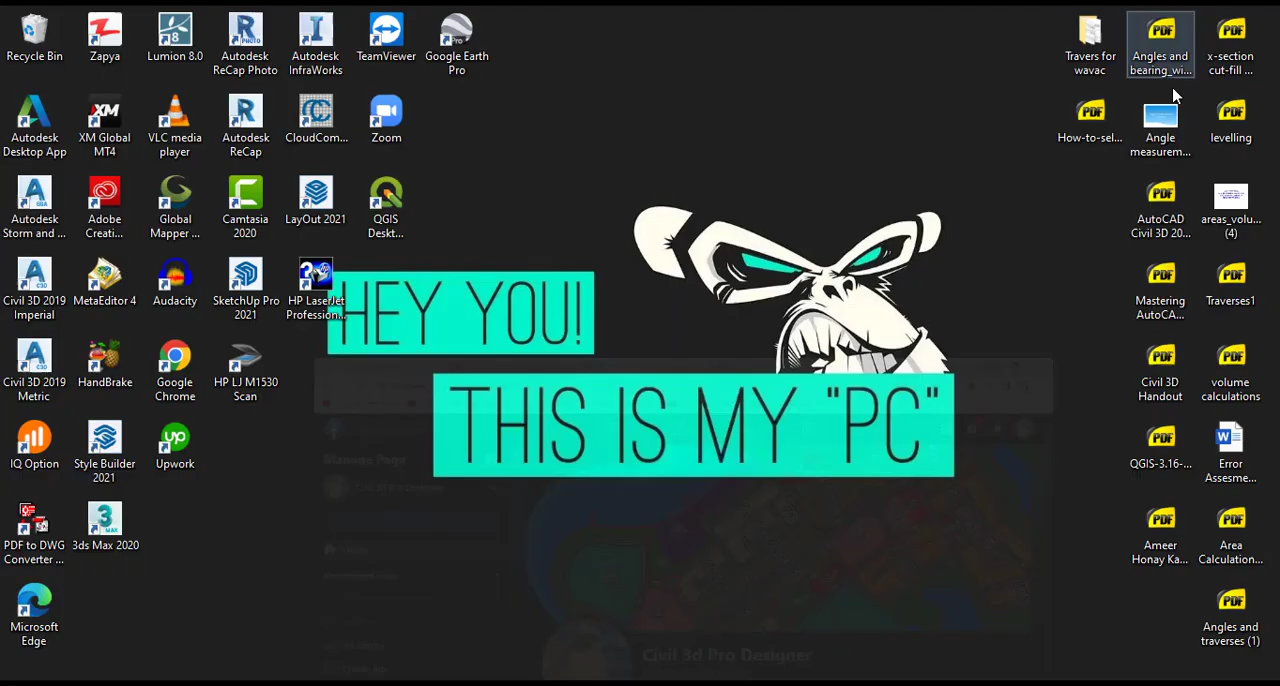 Recycle Bin
Zapya
Lumion 8.0
Autodesk
ReCap Photo
Autodesk
InfraWorks
TeamViewer
Google Earth
Pro
Travers for
wavac
Angles and
bearing_wi...
x-section
cut-fill ...
Autodesk
Desktop App
XM Global
MT4
VLC media
player
Autodesk
ReCap
CloudCom...
Zoom
How-to-sel...
Angle
measurem...
levelling
Autodesk
Storm and ...
Adobe
Creati...
Global
Mapper ...
Camtasia
2020
LayOut 2021
QGIS
Deskt...
AutoCAD
Civil 3D 20...
areas_volu...
(4)
Civil 3D 2019
Imperial
MetaEditor 4
Audacity
SketchUp Pro
2021
HP LaserJet
Profession...
HEY YOU!
Mastering
AutoCA...
Traverses1
Civil 3D 2019
Metric
HandBrake
Google
Chrome
HP LJ M1530
Scan
THIS IS MY "PC"
Civil 3D
Handout
volume
calculations
IQ Option
Style Builder
2021
Upwork
Manage Page
QGIS-3.16-...
Error
Assesme...
PDF to DWG
Converter ...
3ds Max 2020
Ameer
Honay Ka...
Area
Calculation...
Microsoft
Edge
Civil 3d Pro Designer
Angles and
traverses (1)